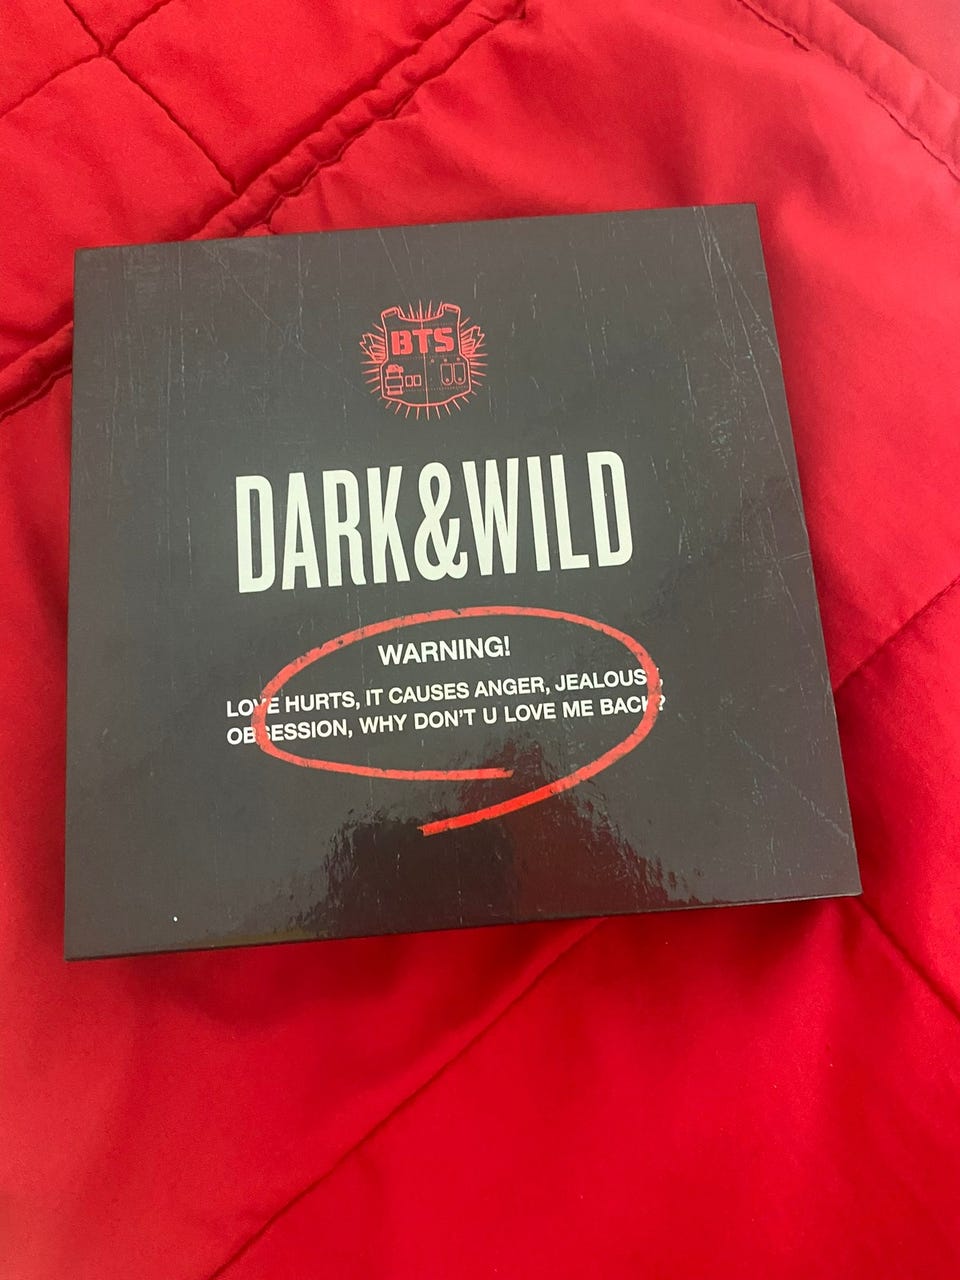 BTS
DARK&WILD
WARNING!
LOVE HURTS, IT CAUSES ANGER, JEALOUSY,
OBSESSION, WHY DON'T U LOVE ME BACK?